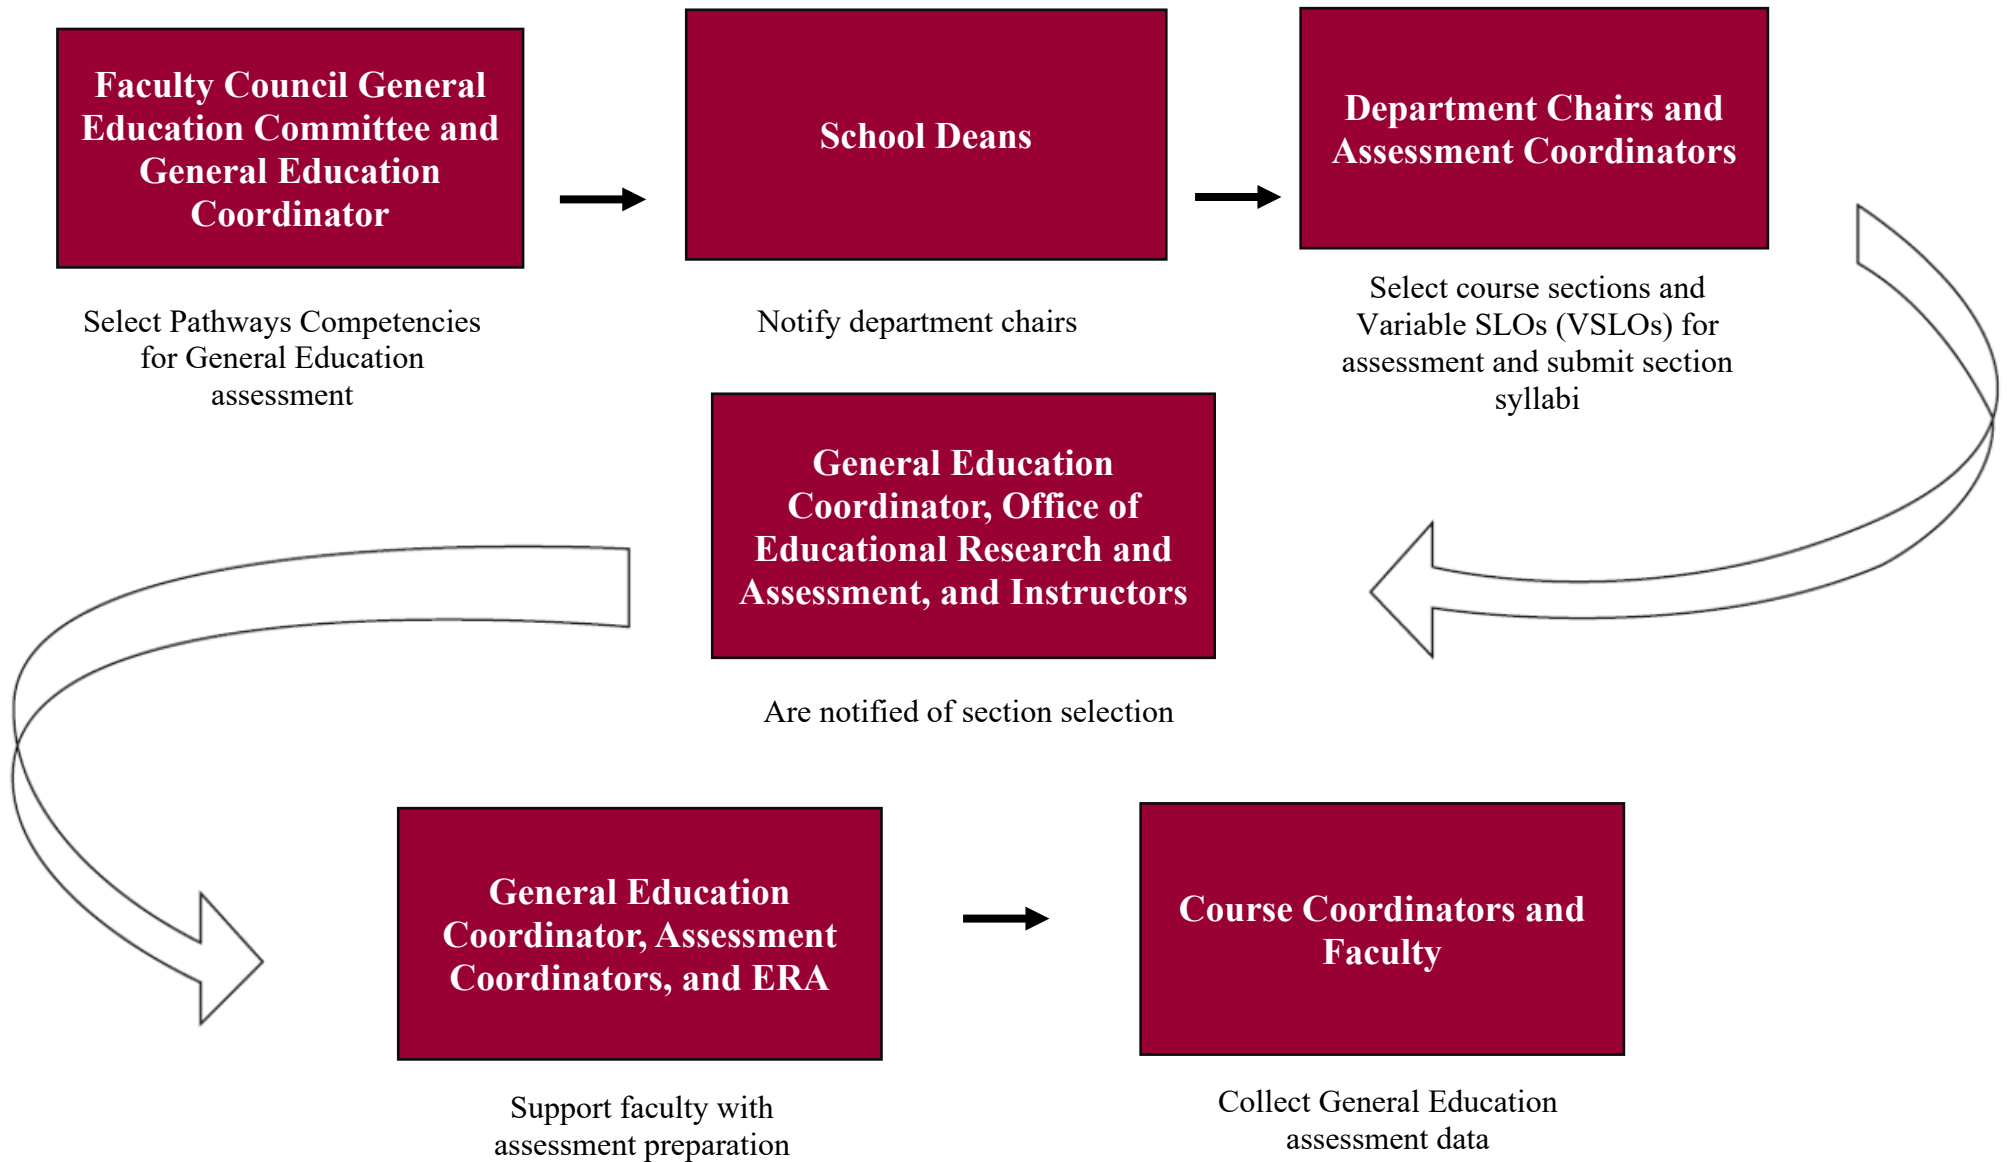 Faculty Council General
Education Committee and
General Education
Coordinator
School Deans
Department Chairs and
Assessment Coordinators
Select Pathways Competencies
for General Education
assessment
Notify department chairs
Select course sections and
Variable SLOs (VSLOs) for
assessment and submit section
syllabi
General Education
Coordinator, Office of
Educational Research and
Assessment, and Instructors
Are notified of section selection
General Education
Coordinator, Assessment
Coordinators, and ERA
Course Coordinators and
Faculty
Support faculty with
assessment preparation
Collect General Education
assessment data